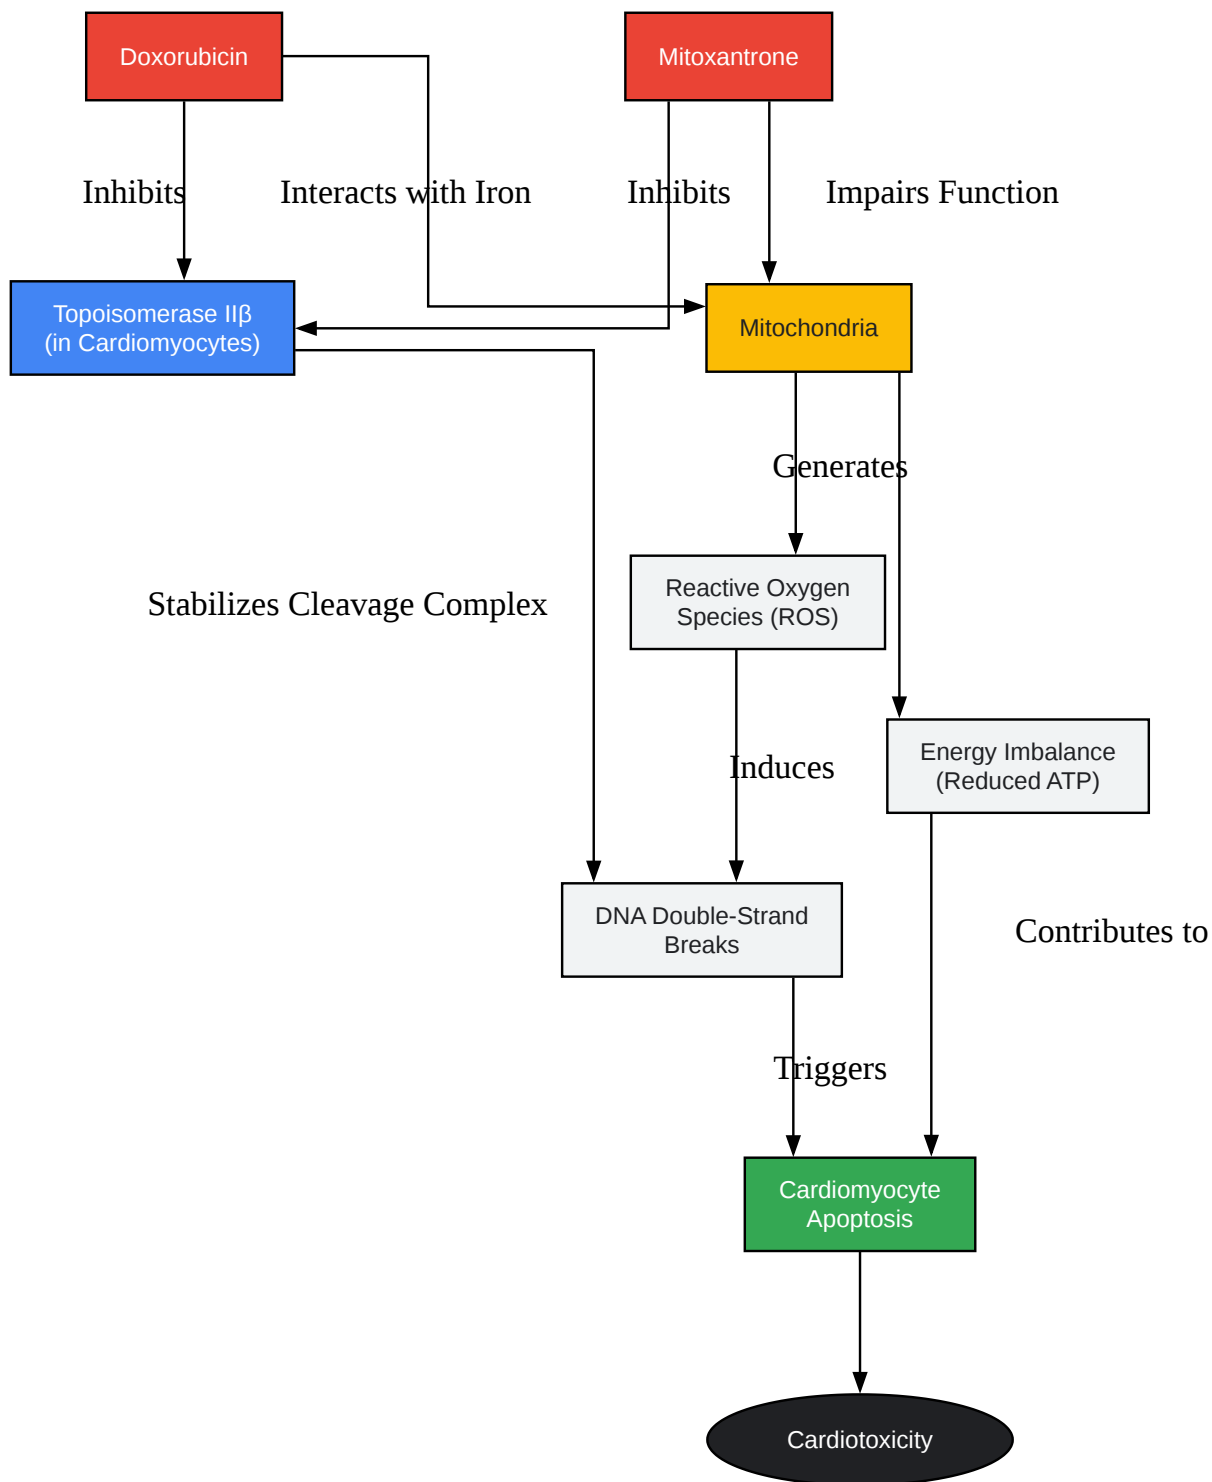 Doxorubicin
Mitoxantrone
Inhibits
Interacts with Iron
Inhibits
Impairs Function
Topoisomerase IIβ
(in Cardiomyocytes)
Mitochondria
Generates
Reactive Oxygen
Species (ROS)
Stabilizes Cleavage Complex
Energy Imbalance
(Reduced ATP)
Induces
DNA Double-Strand
Breaks
Contributes to
Triggers
Cardiomyocyte
Apoptosis
Cardiotoxicity